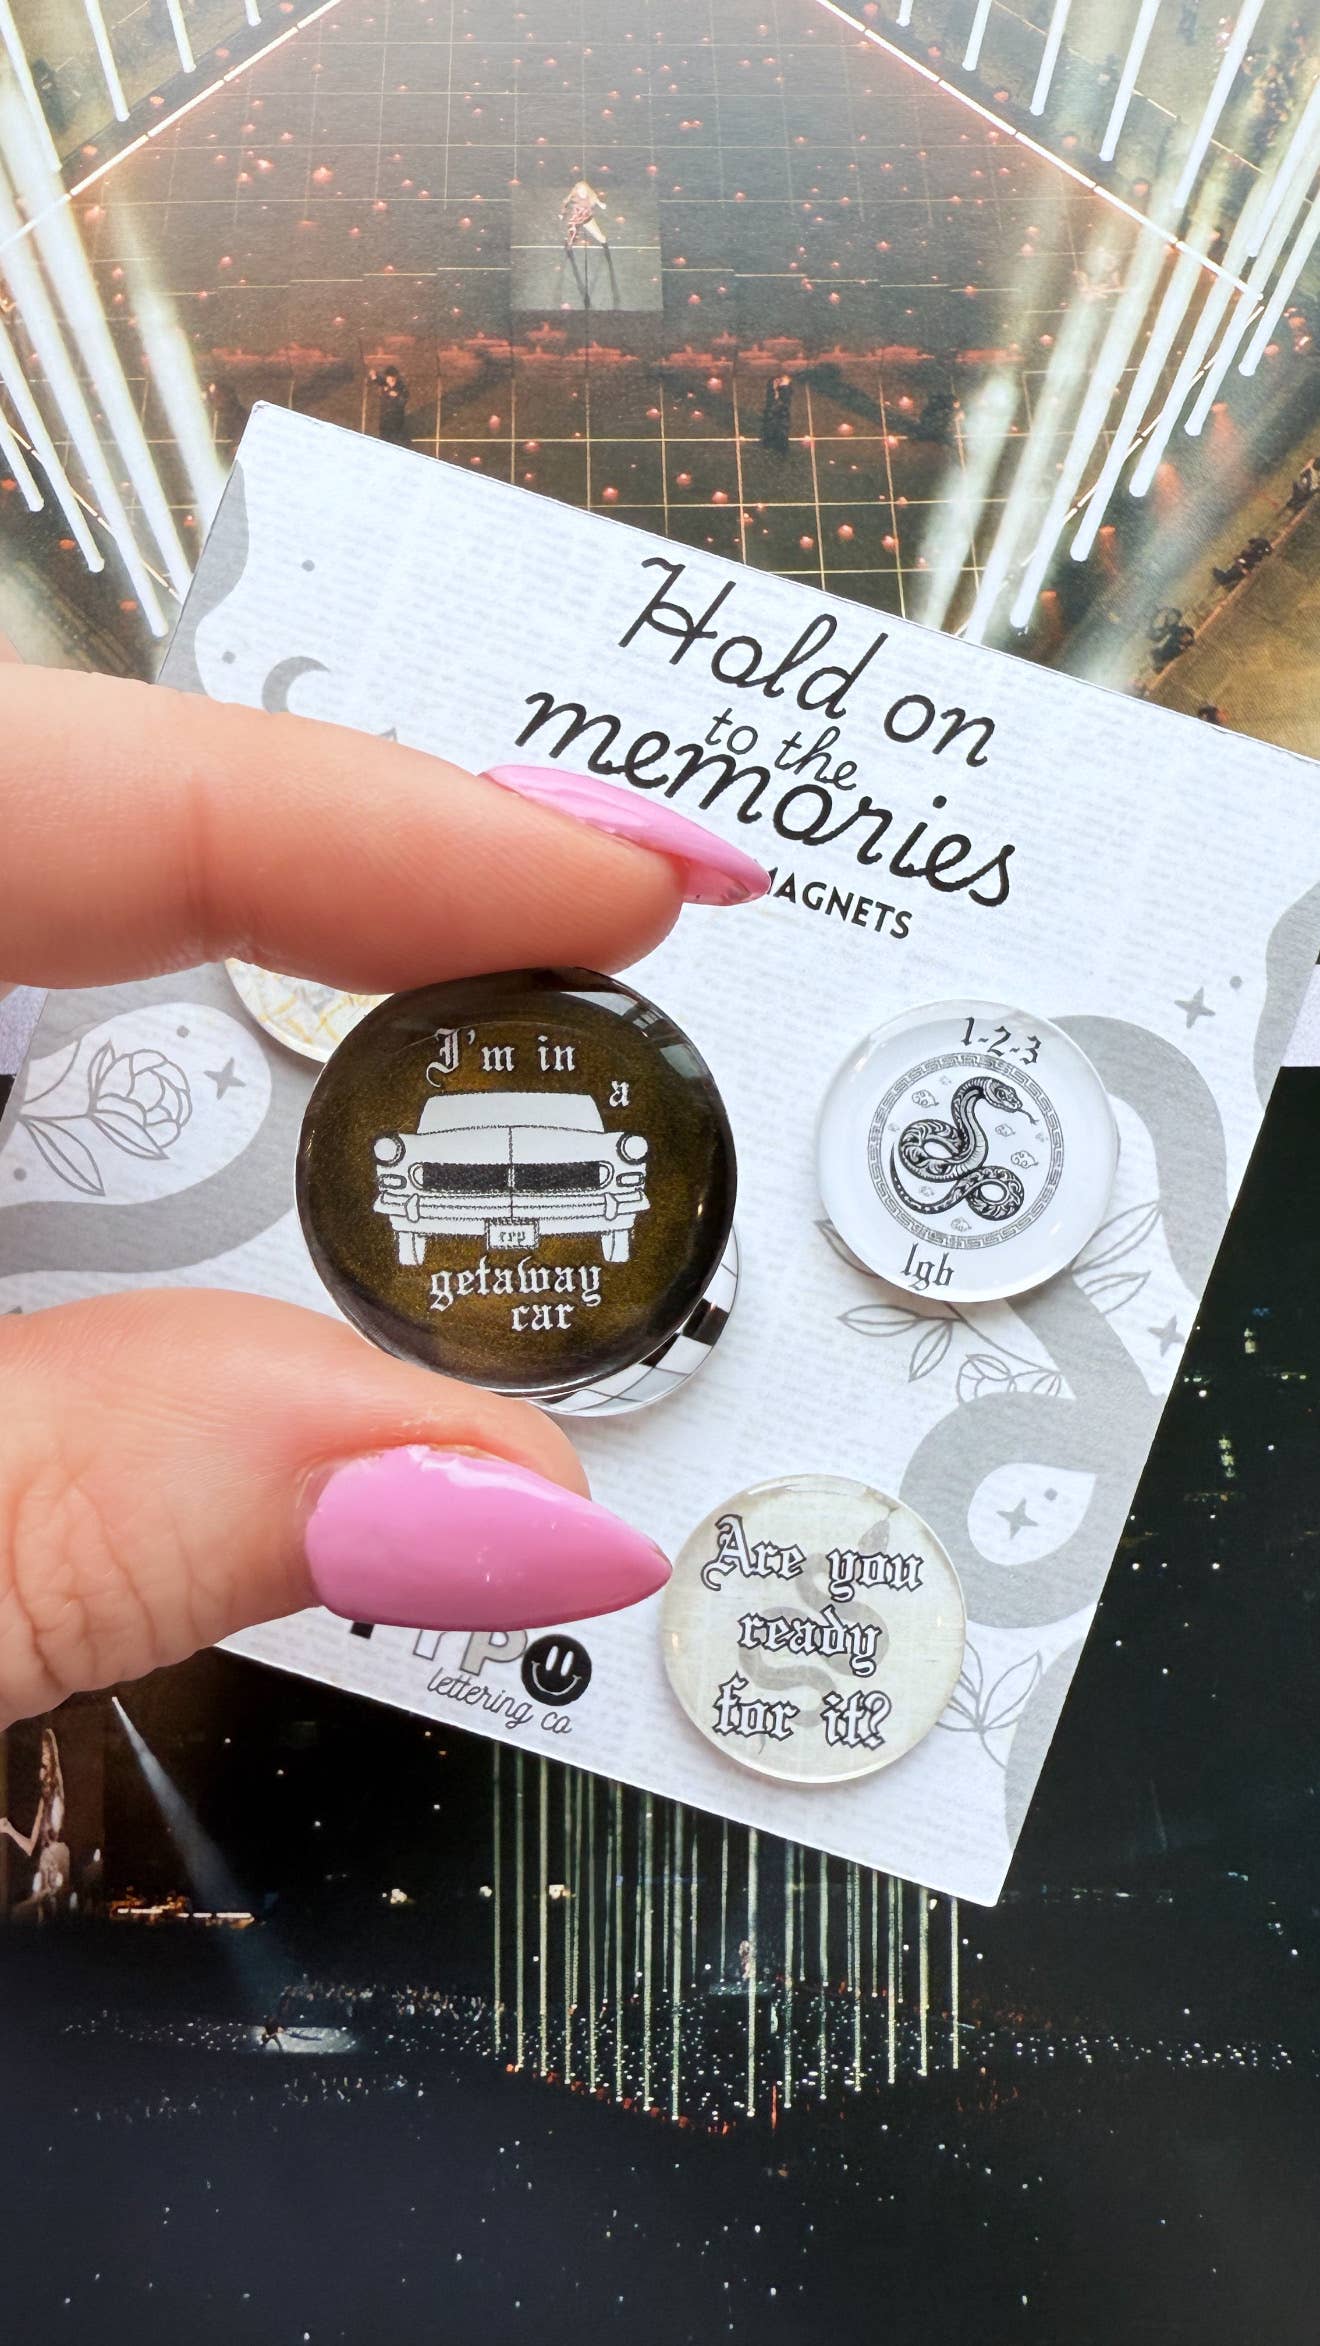 Hold on
to the
memories
MAGNETS
I'm in
a
rep
getaway
car
1-2-3
lgb
Are you
ready
for it?
lettering co